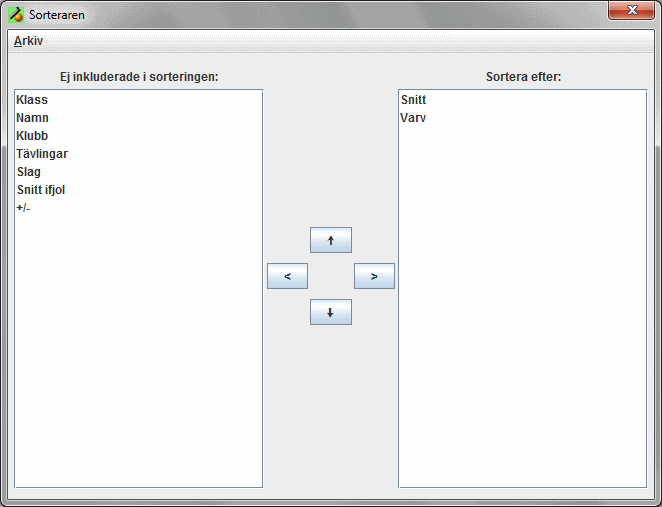 Sorteraren
Arkiv
Ej inkluderade i sorteringen:
Klass
Namn
Klubb
Tävlingar
Slag
Snitt ifjol
+/-
Sortera efter:
Snitt
Varv
<
>